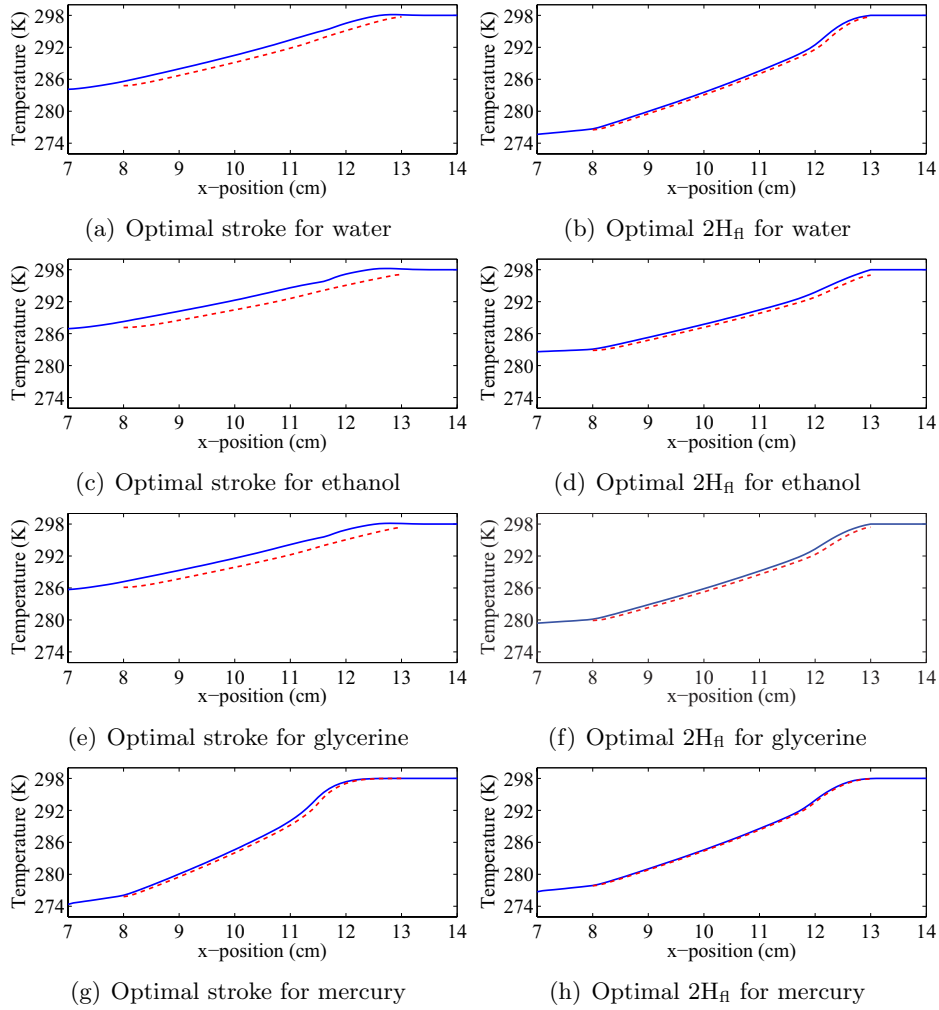 Temperature (K)
298
292
286
280
274
7 8 9 10 11 12 13 14
x−position (cm)
(a) Optimal stroke for water
Temperature (K)
298
292
286
280
274
7 8 9 10 11 12 13 14
x−position (cm)
(b) Optimal 2Hfl for water
Temperature (K)
298
292
286
280
274
7 8 9 10 11 12 13 14
x−position (cm)
(c) Optimal stroke for ethanol
Temperature (K)
298
292
286
280
274
7 8 9 10 11 12 13 14
x−position (cm)
(d) Optimal 2Hfl for ethanol
Temperature (K)
298
292
286
280
274
7 8 9 10 11 12 13 14
x−position (cm)
(e) Optimal stroke for glycerine
Temperature (K)
298
292
286
280
274
7 8 9 10 11 12 13 14
x−position (cm)
(f) Optimal 2Hfl for glycerine
Temperature (K)
298
292
286
280
274
7 8 9 10 11 12 13 14
x−position (cm)
(g) Optimal stroke for mercury
Temperature (K)
298
292
286
280
274
7 8 9 10 11 12 13 14
x−position (cm)
(h) Optimal 2Hfl for mercury